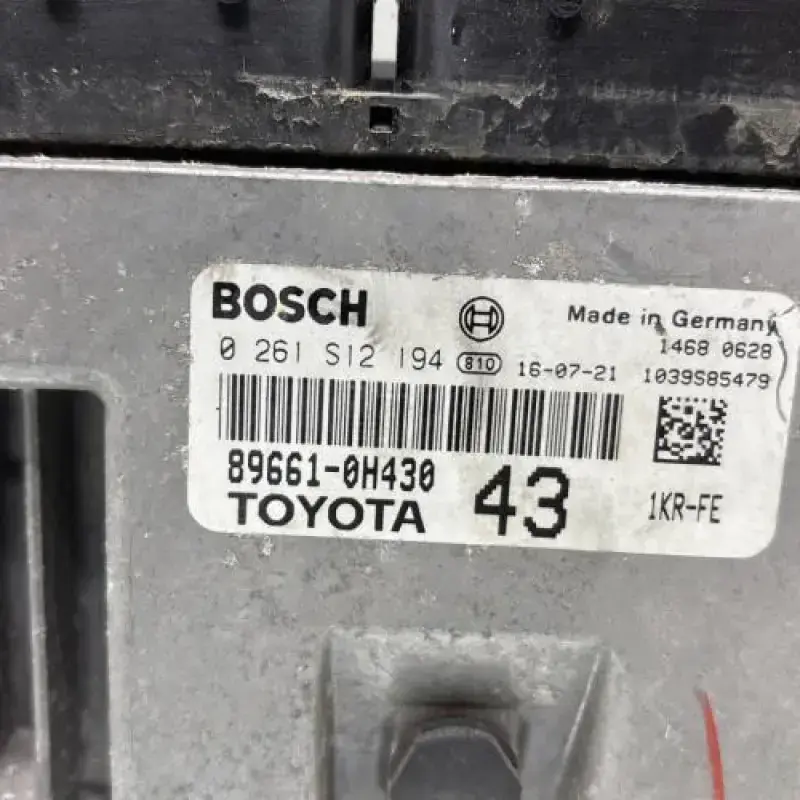 BOSCH Made in Germany
1468 0628
0 261 S12 194 810 16-07-21 1039S85479
89661-0H430
TOYOTA 43 1KR-FE